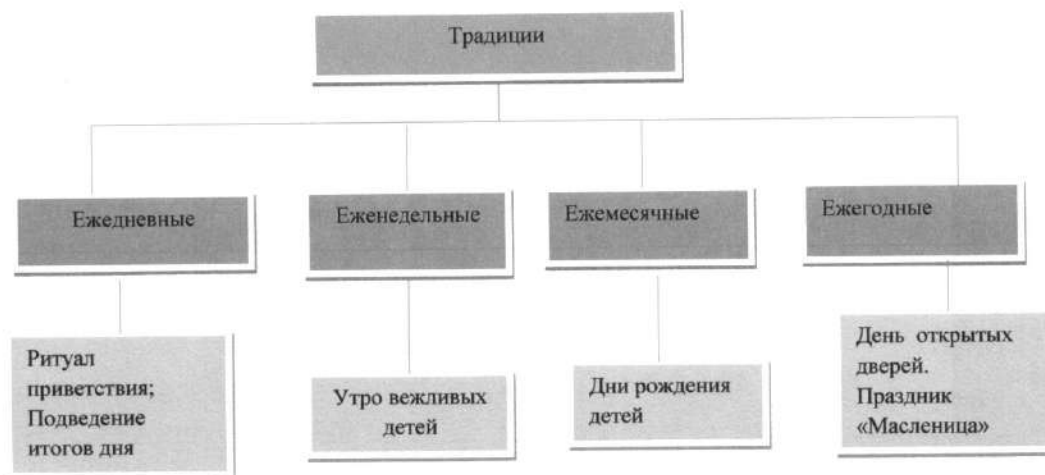 Традиции
Ежедневные
Еженедельные
Ежемесячные
Ежегодные
Ритуал
приветствия;
Подведение
итогов дня
Утро вежливых
детей
Дни рождения
детей
День открытых
дверей.
Праздник
«Масленица»